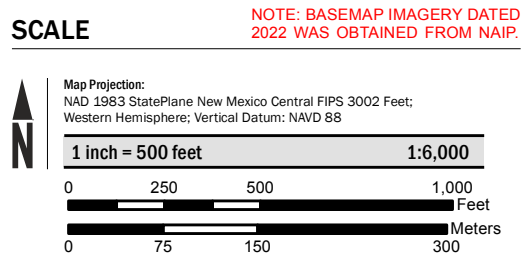 SCALE
NOTE: BASEMAP IMAGERY DATED
2022 WAS OBTAINED FROM NAIP.
N
Map Projection:
NAD 1983 StatePlane New Mexico Central FIPS 3002 Feet;
Western Hemisphere; Vertical Datum: NAVD 88
1 inch = 500 feet 1:6,000
0 250 500 1,000
Feet
Meters
0 75 150 300